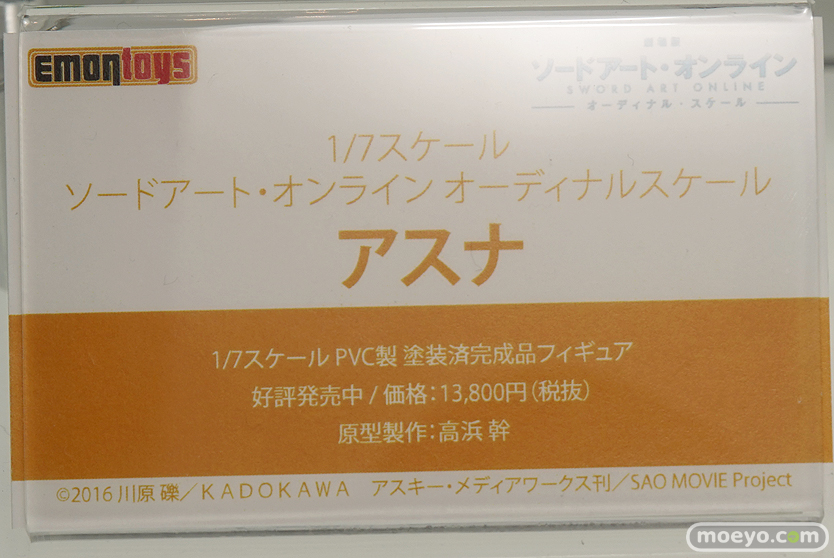 emontoys
劇場版
ソードアート・オンライン
SWORD ART ONLINE
オーディナル・スケール
1/7スケール
ソードアート・オンライン オーディナルスケール
アスナ
1/7スケール PVC製 塗装済完成品フィギュア
好評発売中 / 価格：13,800円（税抜）
原型製作：高浜 幹
©2016 川原 礫／KADOKAWA アスキー・メディアワークス刊／SAO MOVIE Project
moeyo.com